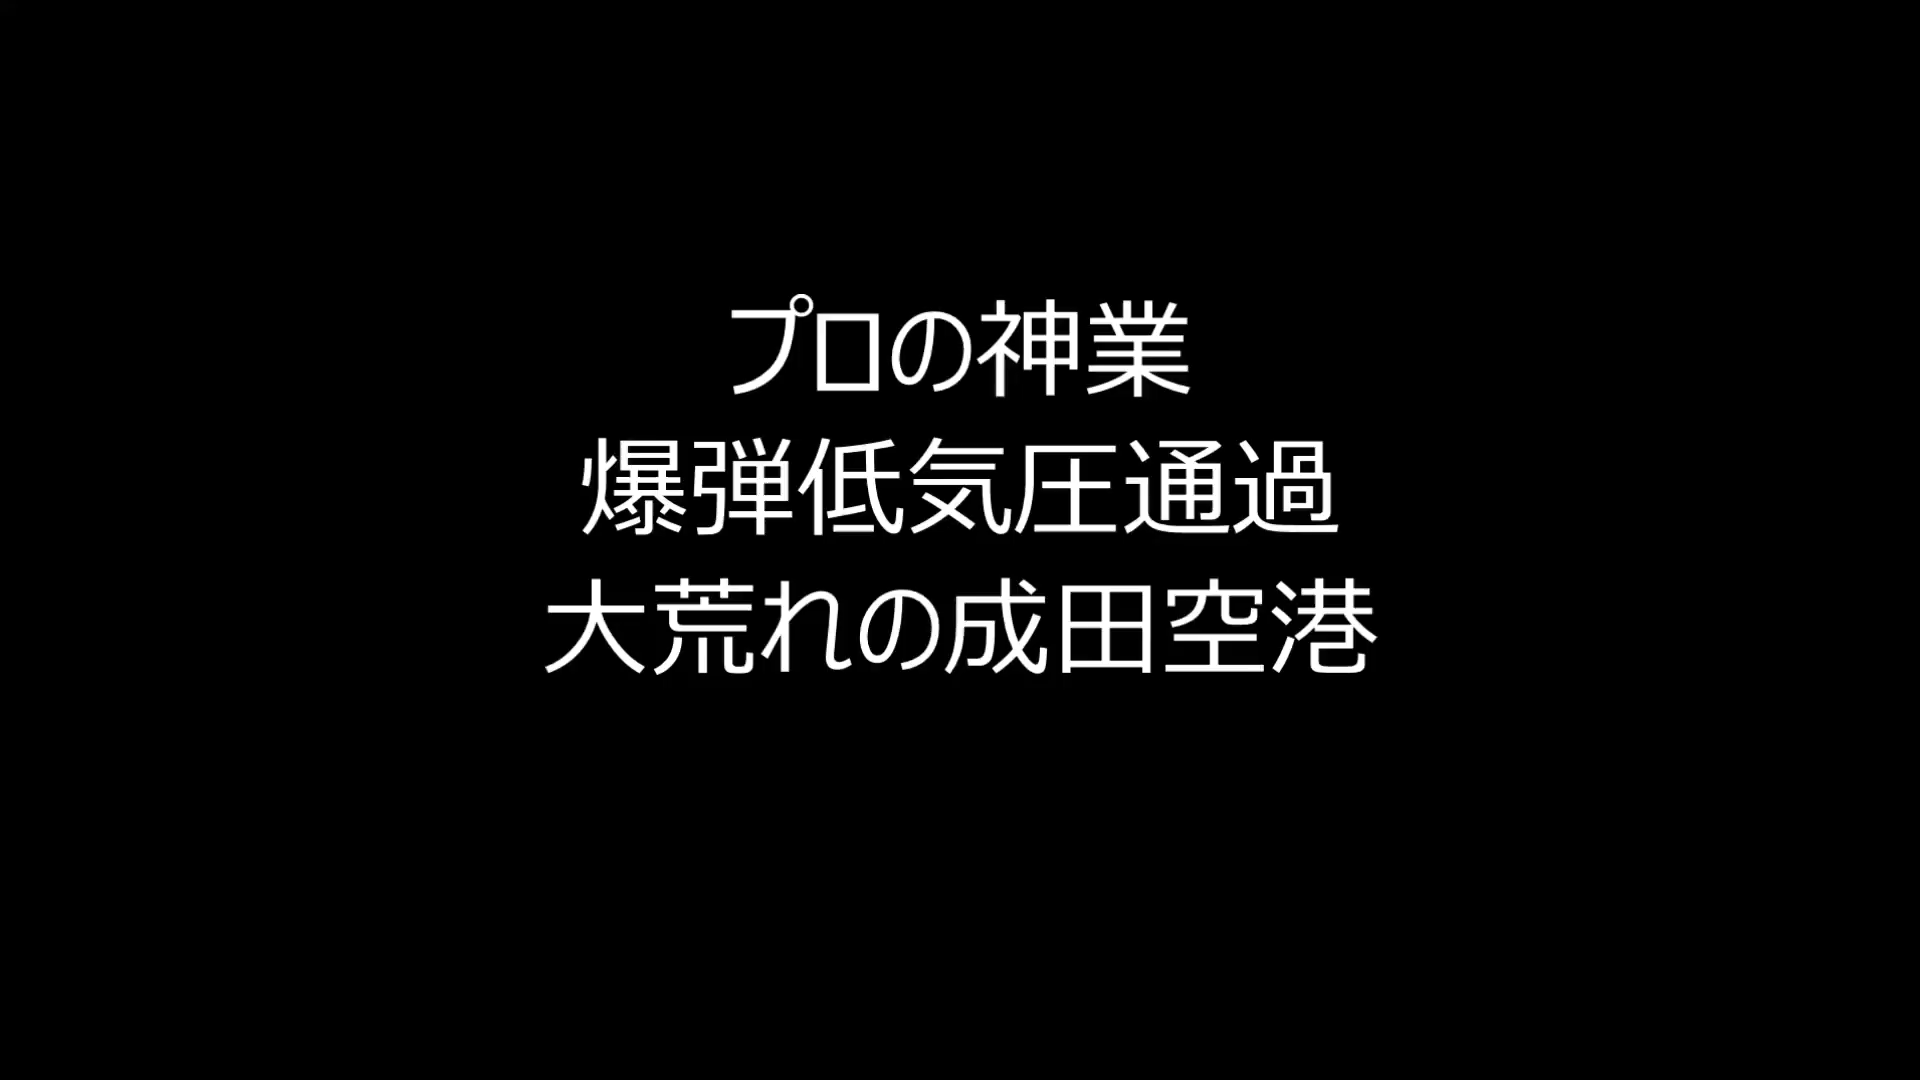 プロの神業
爆弾低気圧通過
大荒れの成田空港